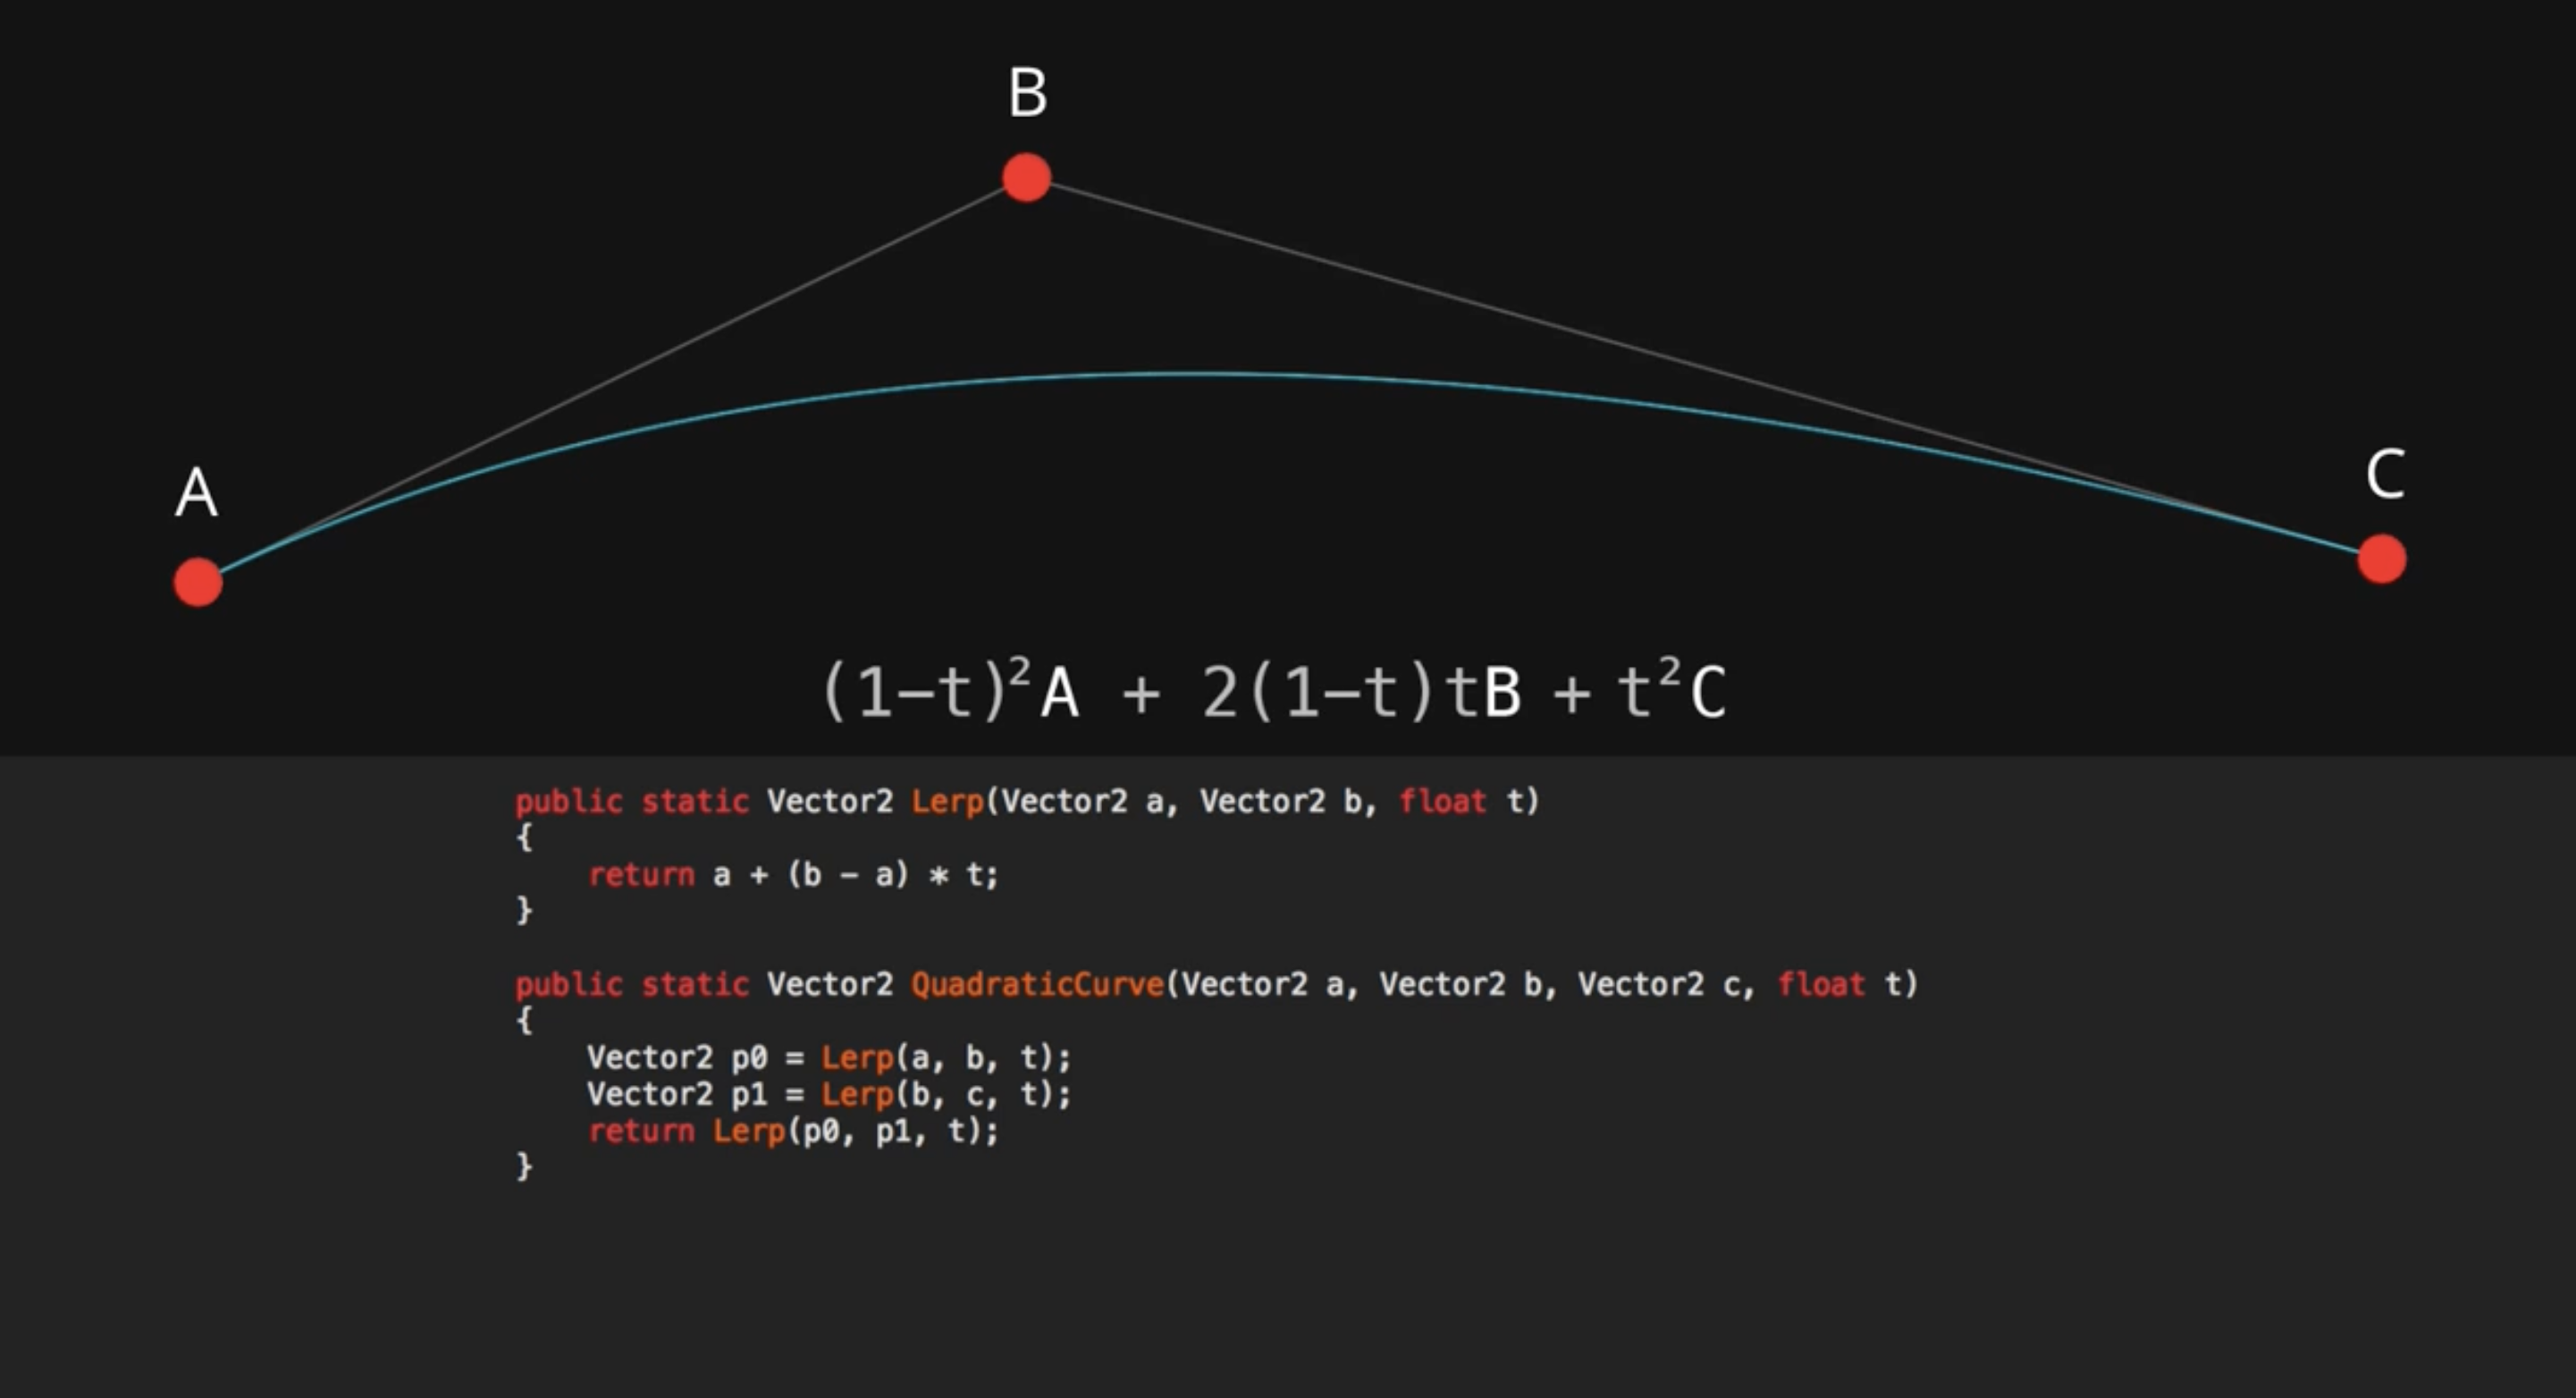 B
A
C
(1−t)²A + 2(1−t)tB + t²C
public static Vector2 Lerp(Vector2 a, Vector2 b, float t)
{
    return a + (b - a) * t;
}
public static Vector2 QuadraticCurve(Vector2 a, Vector2 b, Vector2 c, float t)
{
    Vector2 p0 = Lerp(a, b, t);
    Vector2 p1 = Lerp(b, c, t);
    return Lerp(p0, p1, t);
}